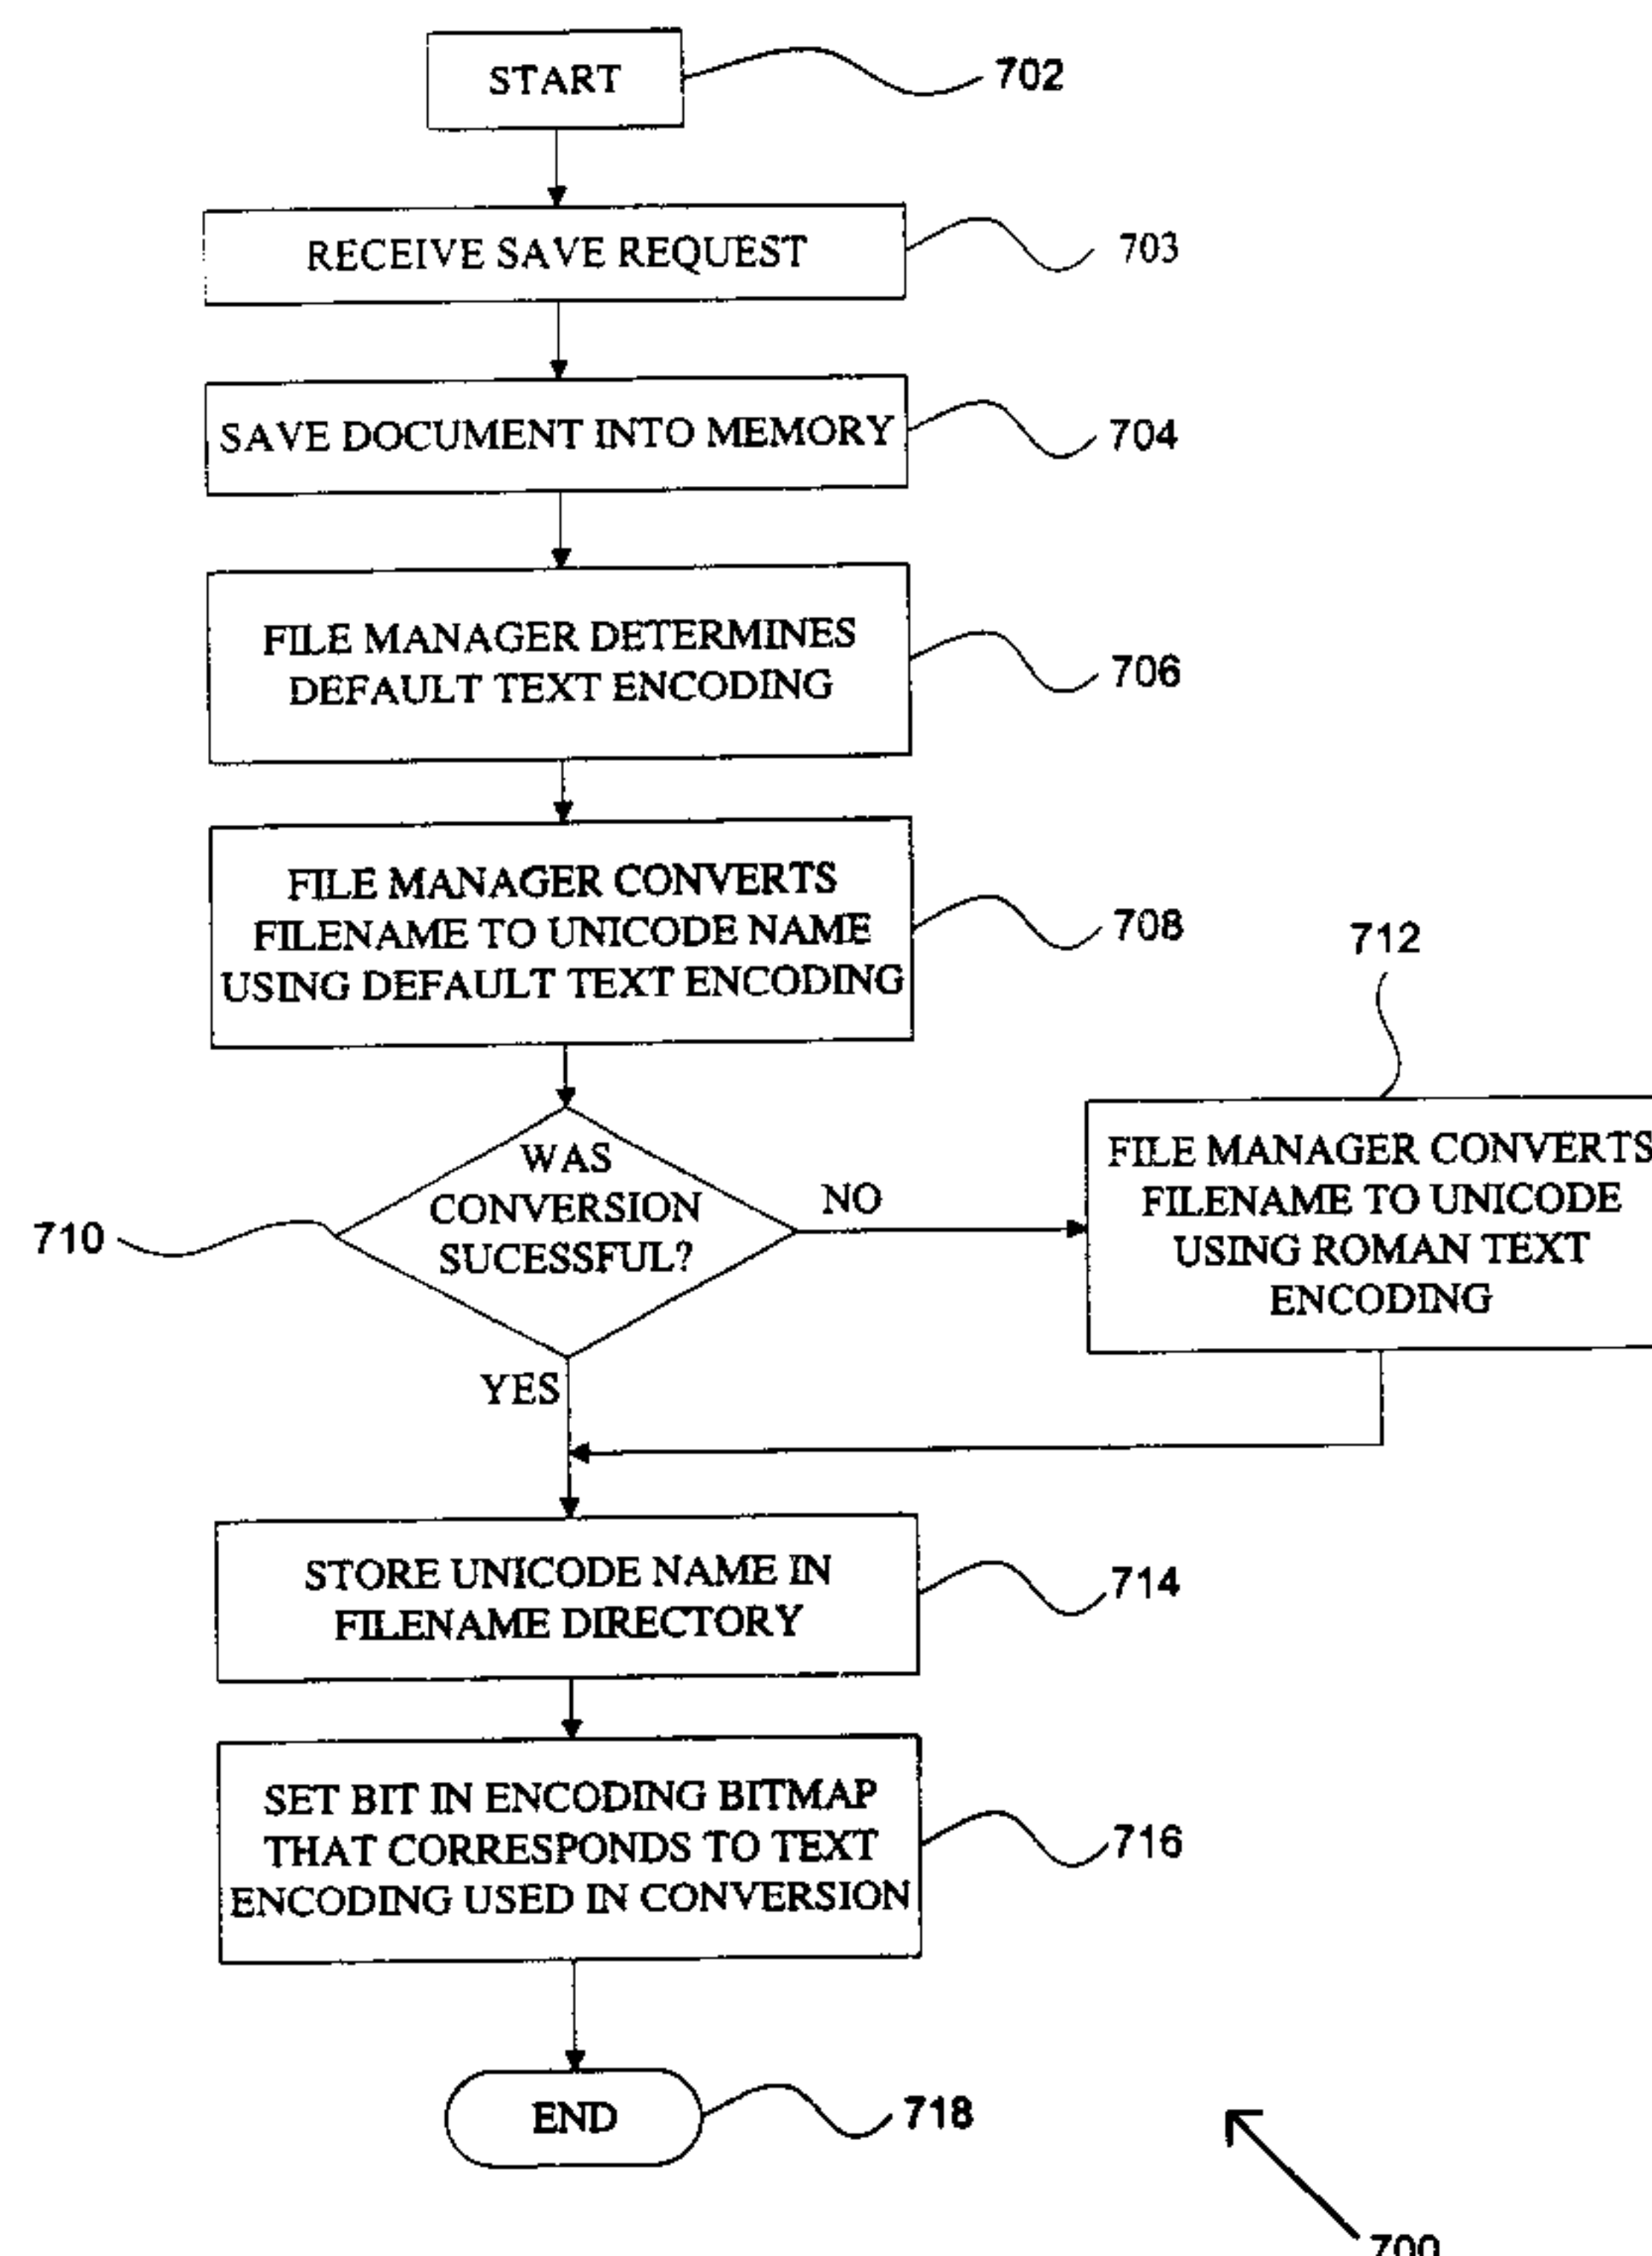 START
702
RECEIVE SAVE REQUEST
703
SAVE DOCUMENT INTO MEMORY
704
FILE MANAGER DETERMINES
DEFAULT TEXT ENCODING
706
FILE MANAGER CONVERTS
FILENAME TO UNICODE NAME
USING DEFAULT TEXT ENCODING
708
712
WAS
CONVERSION
SUCESSFUL?
710
NO
FILE MANAGER CONVERTS
FILENAME TO UNICODE
USING ROMAN TEXT
ENCODING
YES
STORE UNICODE NAME IN
FILENAME DIRECTORY
714
SET BIT IN ENCODING BITMAP
THAT CORRESPONDS TO TEXT
ENCODING USED IN CONVERSION
716
END
718
700